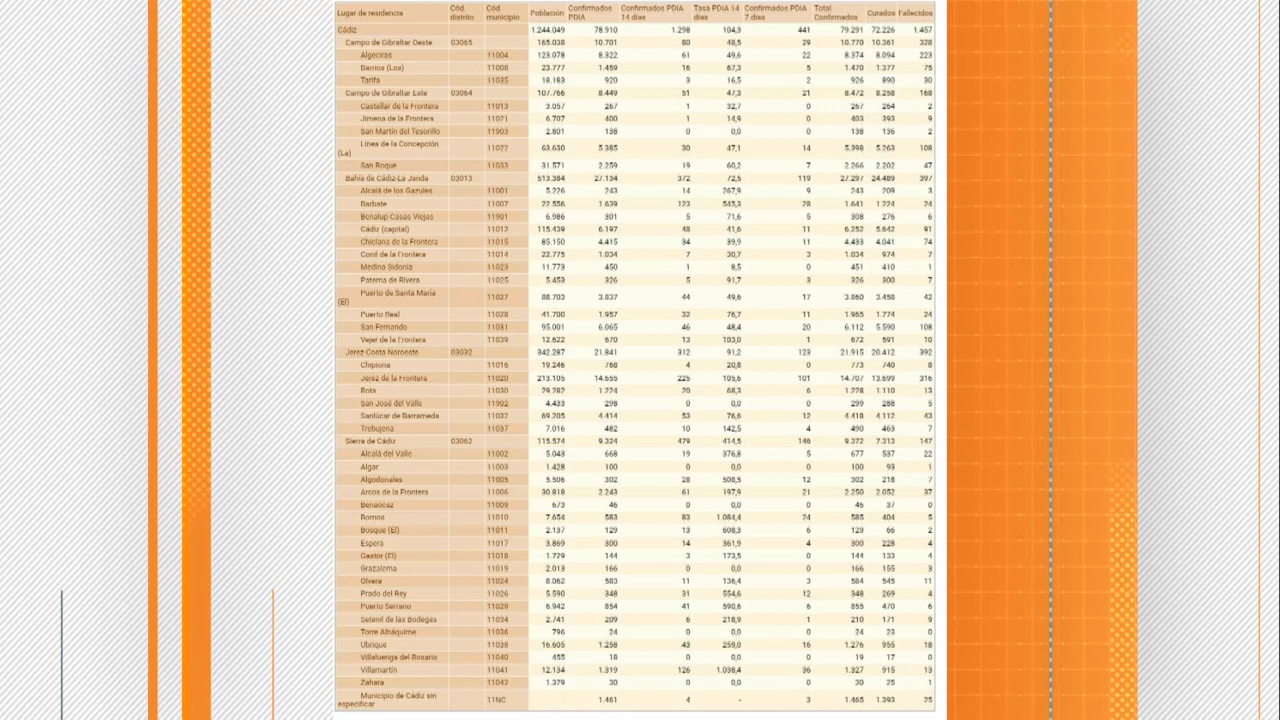 Lugar de residencia Cód. distrito Cód. municipio Población Confirmados PDIA Confirmados PDIA 14 días Tasa PDIA 14 días Confirmados PDIA 7 días Total Confirmados Curados Fallecidos
Cádiz 1.244.049 78.910 1.298 104,3 441 79.291 72.226 1.457
Campo de Gibraltar Oeste 03065 165.038 10.701 80 48,5 29 10.770 10.361 328
Algeciras 11004 123.078 8.322 61 49,6 22 8.374 8.094 223
Barrios (Los) 11008 23.777 1.459 16 67,3 5 1.470 1.377 75
Tarifa 11035 18.183 920 3 16,5 2 926 890 30
Campo de Gibraltar Este 03064 107.766 8.449 51 47,3 21 8.472 8.258 168
Castellar de la Frontera 11013 3.057 267 1 32,7 0 267 264 2
Jimena de la Frontera 11021 6.707 400 1 14,9 0 403 393 9
San Martín del Tesorillo 11903 2.801 138 0 0,0 0 138 136 2
Línea de la Concepción (La) 11022 63.630 5.385 30 47,1 14 5.398 5.263 108
San Roque 11033 31.571 2.259 19 60,2 7 2.266 2.202 47
Bahía de Cádiz-La Janda 03013 513.384 27.134 372 72,5 119 27.297 24.489 397
Alcalá de los Gazules 11001 5.226 243 14 267,9 9 243 209 3
Barbate 11007 22.556 1.639 123 545,3 28 1.641 1.224 24
Benalup-Casas Viejas 11901 6.986 301 5 71,6 5 308 276 6
Cádiz (capital) 11012 115.439 6.197 48 41,6 11 6.252 5.642 91
Chiclana de la Frontera 11015 85.150 4.415 34 39,9 11 4.433 4.041 74
Conil de la Frontera 11014 22.775 1.034 7 30,7 3 1.034 974 7
Medina Sidonia 11023 11.773 450 1 8,5 0 451 410 1
Paterna de Rivera 11025 5.453 326 5 91,7 3 326 300 7
Puerto de Santa María (El) 11027 88.703 3.837 44 49,6 17 3.860 3.458 42
Puerto Real 11028 41.700 1.957 32 76,7 11 1.965 1.774 24
San Fernando 11031 95.001 6.065 46 48,4 20 6.112 5.590 108
Vejer de la Frontera 11039 12.622 670 13 103,0 1 672 591 10
Jerez-Costa Noroeste 03032 342.287 21.841 312 91,2 123 21.915 20.412 392
Chipiona 11016 19.246 768 4 20,8 0 773 740 8
Jerez de la Frontera 11020 213.105 14.655 225 105,6 101 14.707 13.699 316
Rota 11030 29.282 1.224 20 68,3 6 1.228 1.110 13
San José del Valle 11902 4.433 298 0 0,0 0 299 288 5
Sanlúcar de Barrameda 11032 69.205 4.414 53 76,6 12 4.418 4.112 43
Trebujena 11037 7.016 482 10 142,5 4 490 463 7
Sierra de Cádiz 03062 115.574 9.324 479 414,5 146 9.372 7.313 147
Alcalá del Valle 11002 5.043 668 19 376,8 5 677 537 22
Algar 11003 1.428 100 0 0,0 0 100 93 1
Algodonales 11005 5.506 302 28 508,5 12 302 218 7
Arcos de la Frontera 11006 30.818 2.243 61 197,9 21 2.250 2.052 37
Benaocaz 11009 673 46 0 0,0 0 46 37 0
Bornos 11010 7.654 583 83 1.084,4 24 585 404 5
Bosque (El) 11011 2.137 129 13 608,3 6 129 66 2
Espera 11017 3.869 300 14 361,9 4 300 228 4
Gastor (El) 11018 1.729 144 3 173,5 0 144 133 4
Grazalema 11019 2.013 166 0 0,0 0 166 155 3
Olvera 11024 8.062 583 11 136,4 3 584 545 11
Prado del Rey 11026 5.590 348 31 554,6 12 348 269 4
Puerto Serrano 11029 6.942 854 41 590,6 6 855 470 6
Setenil de las Bodegas 11034 2.741 209 6 218,9 1 210 171 9
Torre Alháquime 11036 796 24 0 0,0 0 24 23 0
Ubrique 11038 16.605 1.258 43 259,0 16 1.276 955 18
Villaluenga del Rosario 11040 455 18 0 0,0 0 19 17 0
Villamartín 11041 12.134 1.319 126 1.038,4 36 1.327 915 13
Zahara 11042 1.379 30 0 0,0 0 30 25 1
Municipio de Cádiz sin especificar 11NC 1.461 4 - 3 1.465 1.393 25